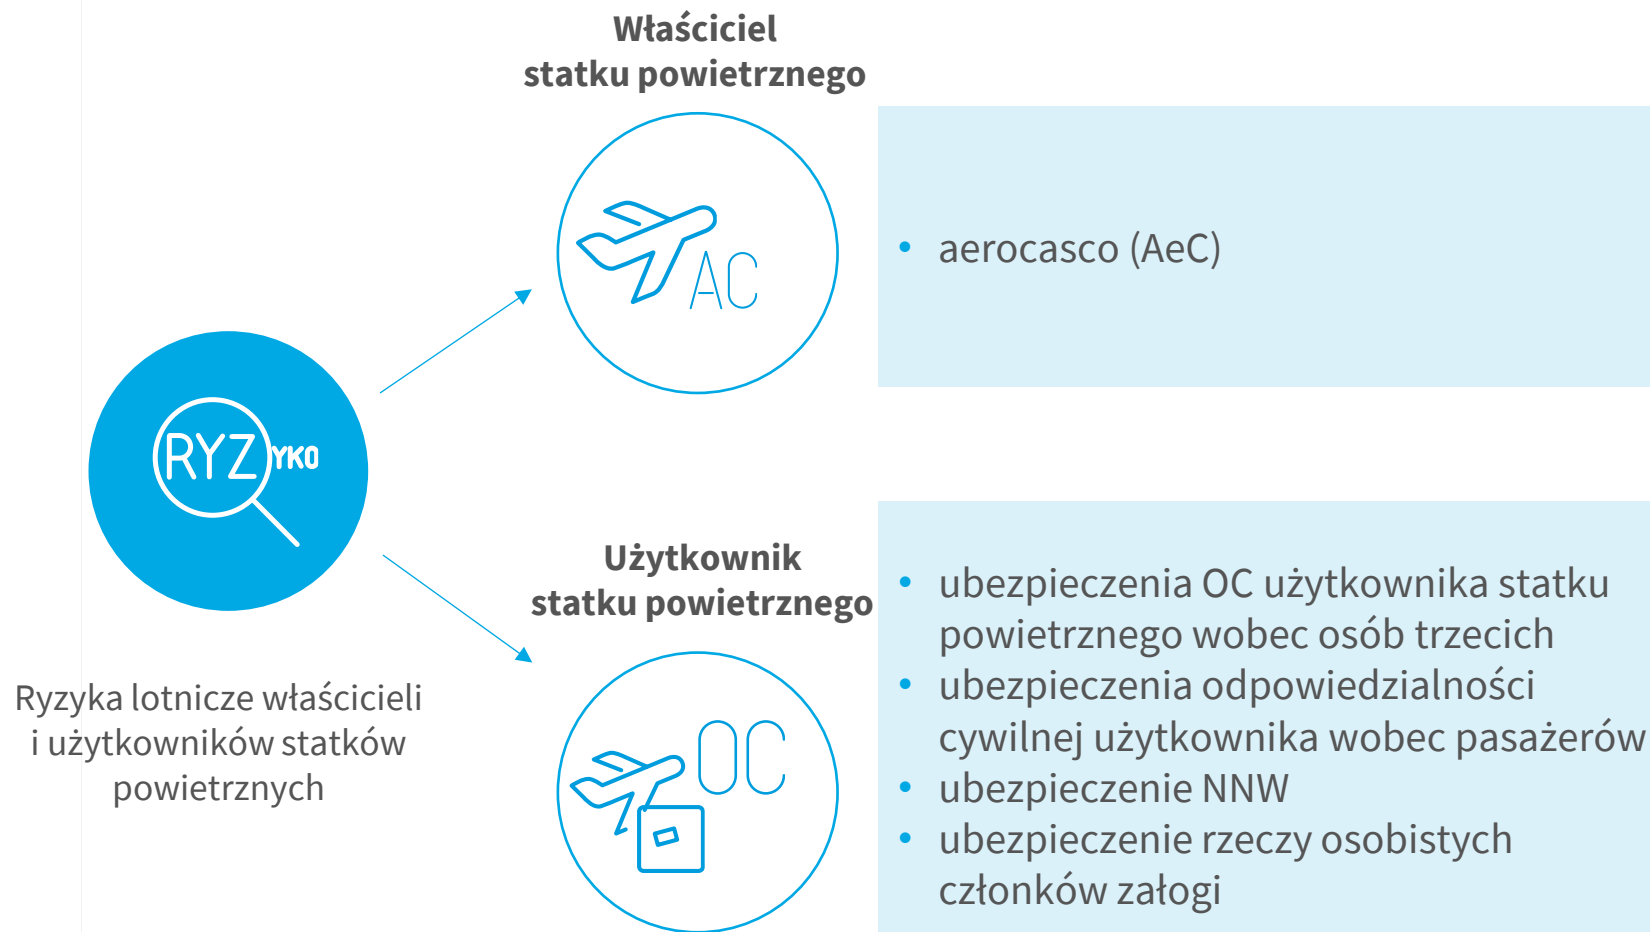 Właściciel
statku powietrznego
AC
• aerocasco (AeC)
RYZYKO
Ryzyka lotnicze właścicieli
i użytkowników statków
powietrznych
Użytkownik
statku powietrznego
OC
• ubezpieczenia OC użytkownika statku
powietrznego wobec osób trzecich
• ubezpieczenia odpowiedzialności
cywilnej użytkownika wobec pasażerów
• ubezpieczenie NNW
• ubezpieczenie rzeczy osobistych
członków załogi